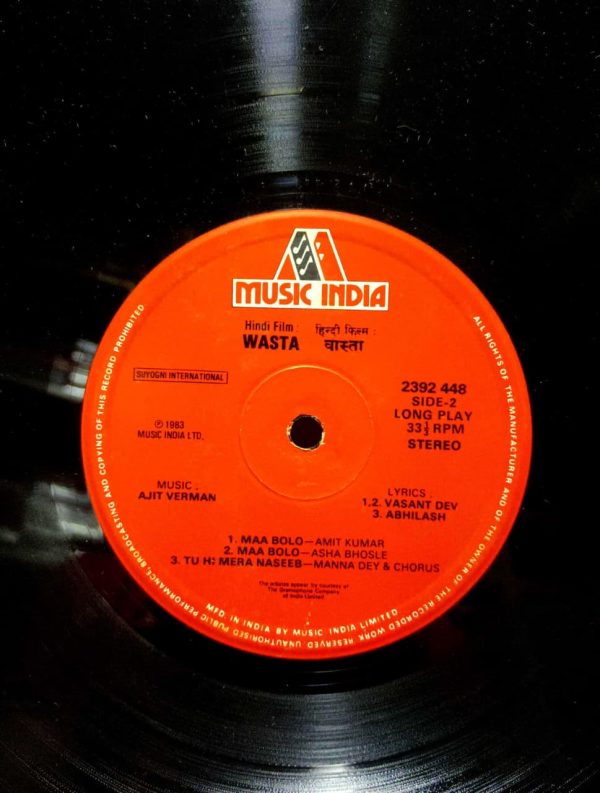 MUSIC INDIA
Hindi Film : हिन्दी फिल्म :
WASTA वास्ता
SUYOGNI INTERNATIONAL
2392 448
SIDE-2
LONG PLAY
33⅓ RPM
STEREO
℗ 1983
MUSIC INDIA LTD.
MUSIC :
AJIT VERMAN
LYRICS :
1,2. VASANT DEV
3. ABHILASH
1. MAA BOLO—AMIT KUMAR
2. MAA BOLO—ASHA BHOSLE
3. TU HI MERA NASEEB—MANNA DEY & CHORUS
The artistes appear by courtesy of
The Gramophone Company
of India Limited
ALL RIGHTS OF THE MANUFACTURER AND OF THE OWNER OF THE RECORDED WORK RESERVED. UNAUTHORISED PUBLIC PERFORMANCE, BROADCASTING AND COPYING OF THIS RECORD PROHIBITED
MFD. IN INDIA BY MUSIC INDIA LIMITED